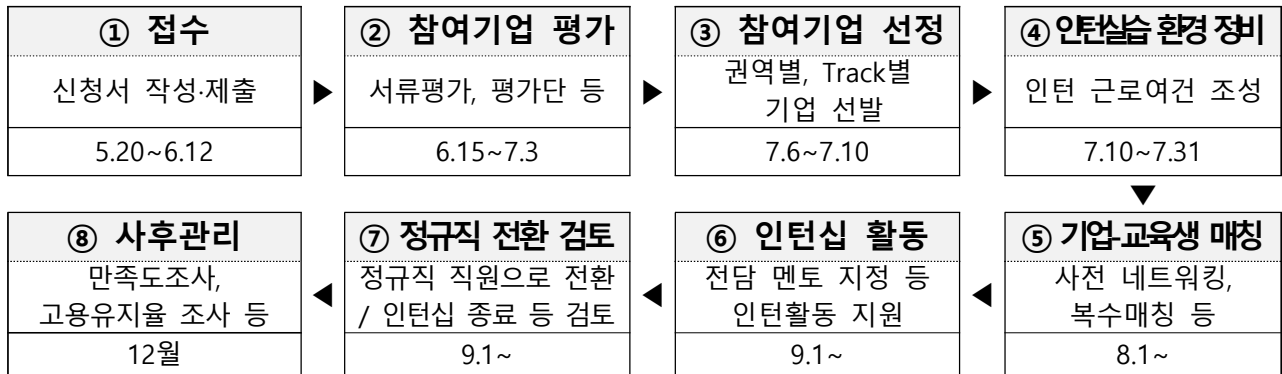 ① 접수
신청서 작성·제출
5.20~6.12
▶
② 참여기업 평가
서류평가, 평가단 등
6.15~7.3
▶
③ 참여기업 선정
권역별, Track별
기업 선발
7.6~7.10
▶
④ 인턴실습 환경 정비
인턴 근로여건 조성
7.10~7.31
▼
⑤ 기업-교육생 매칭
사전 네트워킹,
복수매칭 등
8.1~
◀
⑥ 인턴십 활동
전담 멘토 지정 등
인턴활동 지원
9.1~
◀
⑦ 정규직 전환 검토
정규직 직원으로 전환
/ 인턴십 종료 등 검토
9.1~
◀
⑧ 사후관리
만족도조사,
고용유지율 조사 등
12월